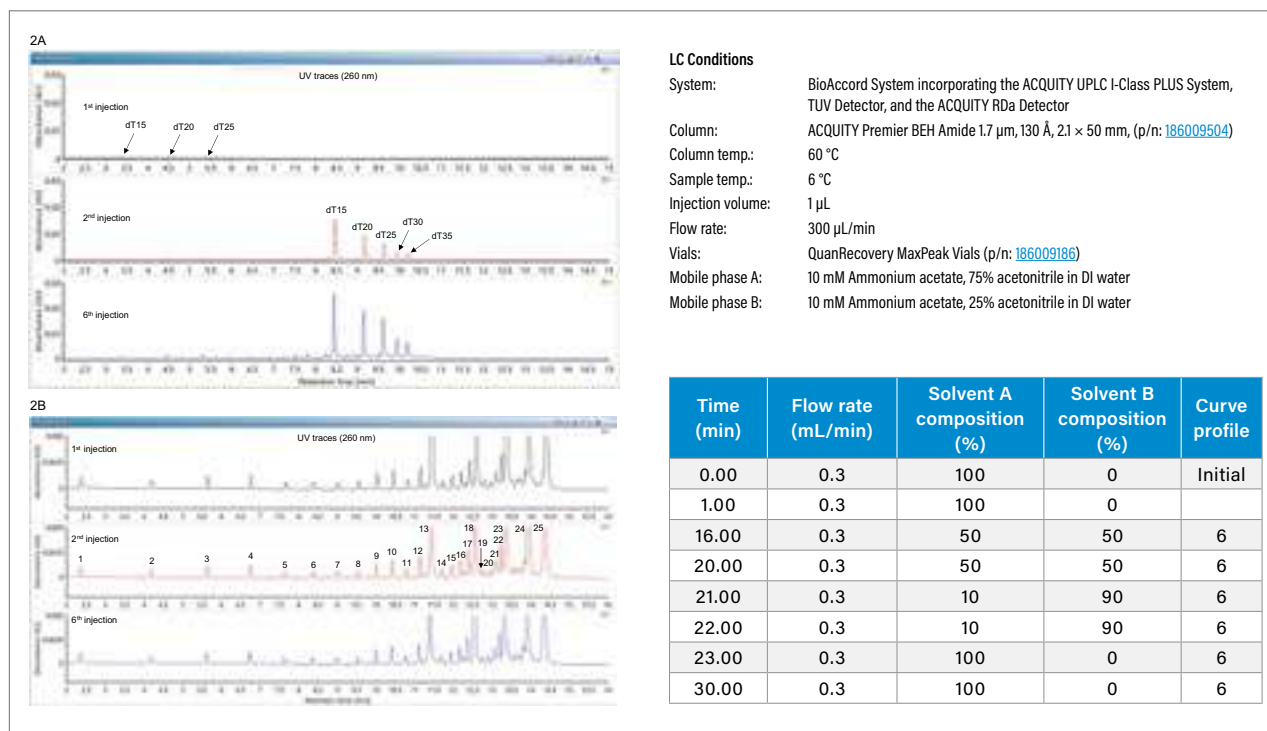 2A
UV traces (260 nm)
1st injection
dT15
dT20
dT25
2nd injection
dT15
dT20
dT25
dT30
dT35
6th injection
2B
UV traces (260 nm)
1st injection
2nd injection
1 2 3 4 5 6 7 8 9 10 11 12 13 14 15 16 17 18 19 20 21 22 23 24 25
6th injection
LC Conditions
System: BioAccord System incorporating the ACQUITY UPLC I-Class PLUS System,
TUV Detector, and the ACQUITY RDa Detector
Column: ACQUITY Premier BEH Amide 1.7 µm, 130 Å, 2.1 × 50 mm, (p/n: 186009504)
Column temp.: 60 °C
Sample temp.: 6 °C
Injection volume: 1 µL
Flow rate: 300 µL/min
Vials: QuanRecovery MaxPeak Vials (p/n: 186009186)
Mobile phase A: 10 mM Ammonium acetate, 75% acetonitrile in DI water
Mobile phase B: 10 mM Ammonium acetate, 25% acetonitrile in DI water
Time (min) Flow rate (mL/min) Solvent A composition (%) Solvent B composition (%) Curve profile
0.00 0.3 100 0 Initial
1.00 0.3 100 0
16.00 0.3 50 50 6
20.00 0.3 50 50 6
21.00 0.3 10 90 6
22.00 0.3 10 90 6
23.00 0.3 100 0 6
30.00 0.3 100 0 6